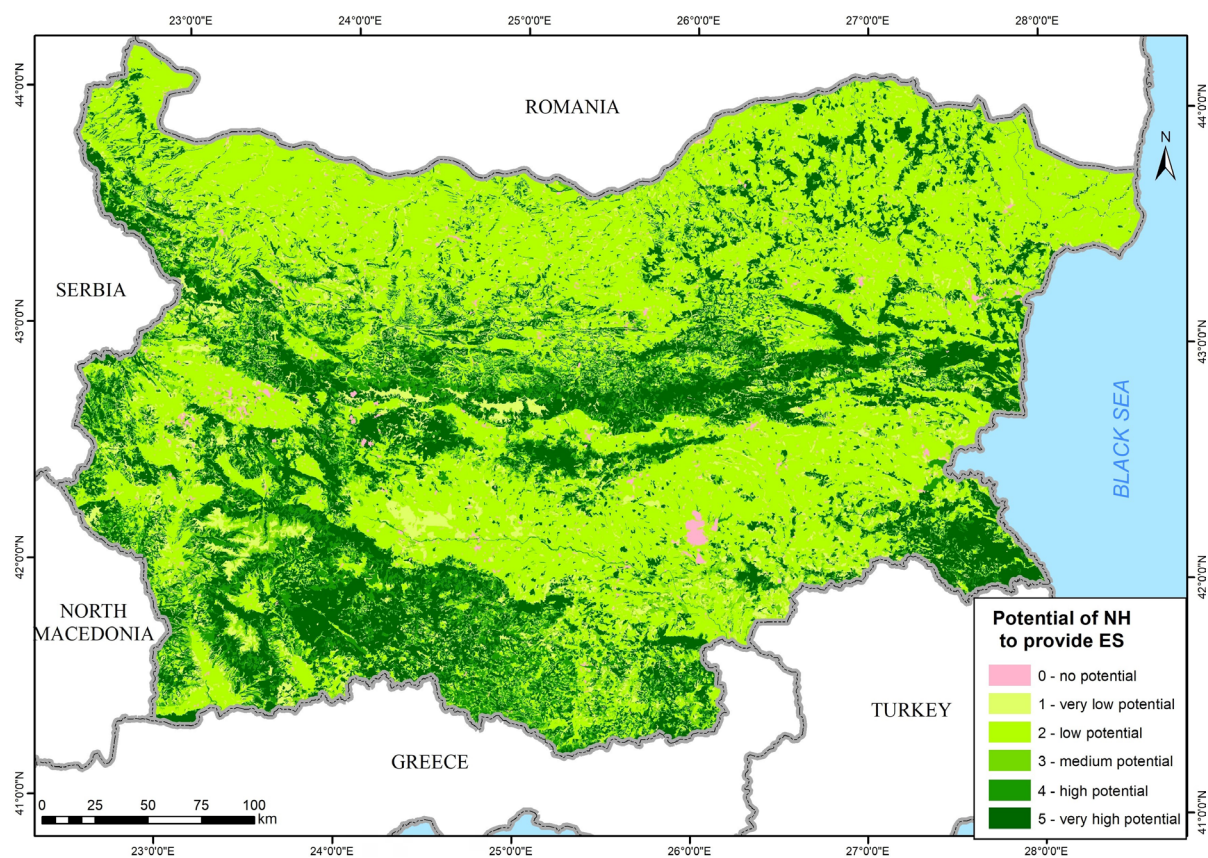 23°0'0"E 24°0'0"E 25°0'0"E 26°0'0"E 27°0'0"E 28°0'0"E
44°0'0"N
44°0'0"N
ROMANIA
N
SERBIA
43°0'0"N
43°0'0"N
BLACK SEA
42°0'0"N
42°0'0"N
NORTH
MACEDONIA
Potential of NH
to provide ES
0 - no potential
1 - very low potential
2 - low potential
3 - medium potential
4 - high potential
5 - very high potential
TURKEY
GREECE
41°0'0"N
41°0'0"N
0 25 50 75 100
km
23°0'0"E 24°0'0"E 25°0'0"E 26°0'0"E 27°0'0"E 28°0'0"E